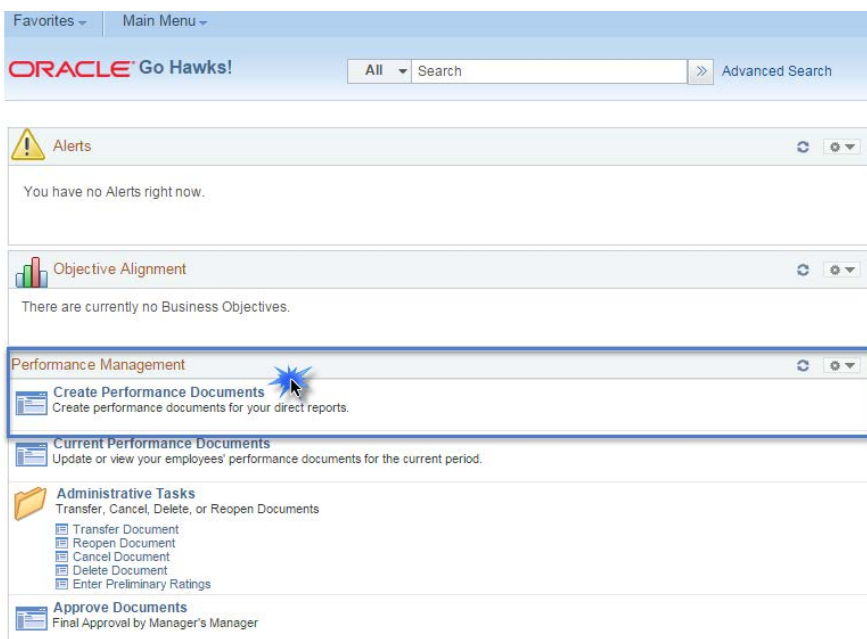 Favorites Main Menu
ORACLE Go Hawks! All Search Advanced Search
Alerts
You have no Alerts right now.
Objective Alignment
There are currently no Business Objectives.
Performance Management
Create Performance Documents
Create performance documents for your direct reports.
Current Performance Documents
Update or view your employees' performance documents for the current period.
Administrative Tasks
Transfer, Cancel, Delete, or Reopen Documents
Transfer Document
Reopen Document
Cancel Document
Delete Document
Enter Preliminary Ratings
Approve Documents
Final Approval by Manager's Manager